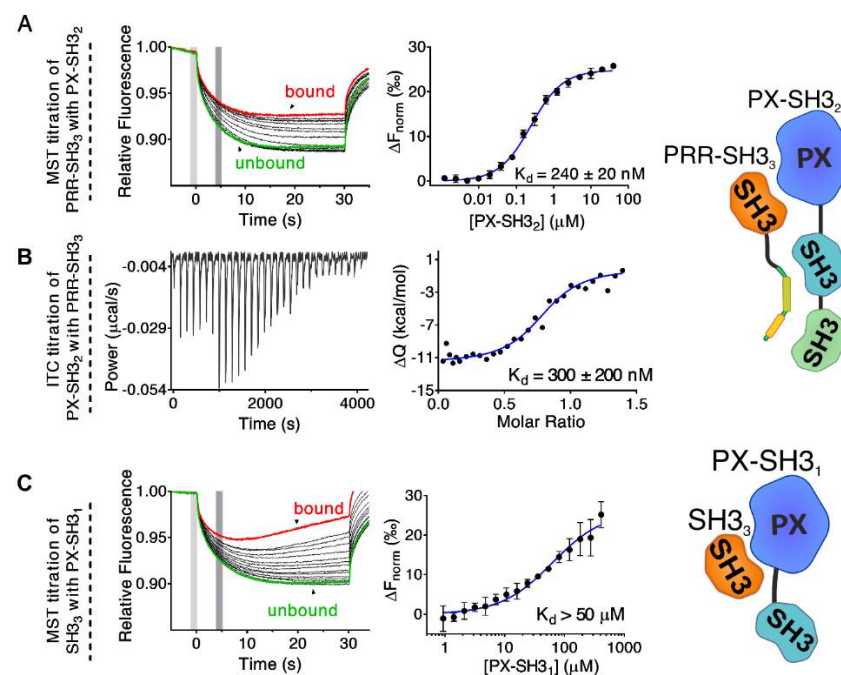 A
MST titration of
PRR-SH3₃ with PX-SH3₂
Relative Fluorescence
1.00
0.95
0.90
bound
unbound
0 10 20 30
Time (s)
ΔFnorm (‰)
30
20
10
0
Kd = 240 ± 20 nM
0.01 0.1 1 10 100
[PX-SH3₂] (μM)
PX-SH3₂
PRR-SH3₃
PX
SH3
SH3
SH3
B
ITC titration of
PX-SH3₂ with PRR-SH3₃
Power (μcal/s)
-0.004
-0.029
-0.054
0 2000 4000
Time (s)
ΔQ (kcal/mol)
1
-3
-7
-11
-15
Kd = 300 ± 200 nM
0.0 0.5 1.0 1.5
Molar Ratio
C
MST titration of
SH3₃ with PX-SH3₁
Relative Fluorescence
1.00
0.95
0.90
bound
unbound
0 10 20 30
Time (s)
ΔFnorm (‰)
30
20
10
0
Kd > 50 μM
1 10 100 1000
[PX-SH3₁] (μM)
PX-SH3₁
SH3₃
PX
SH3
SH3